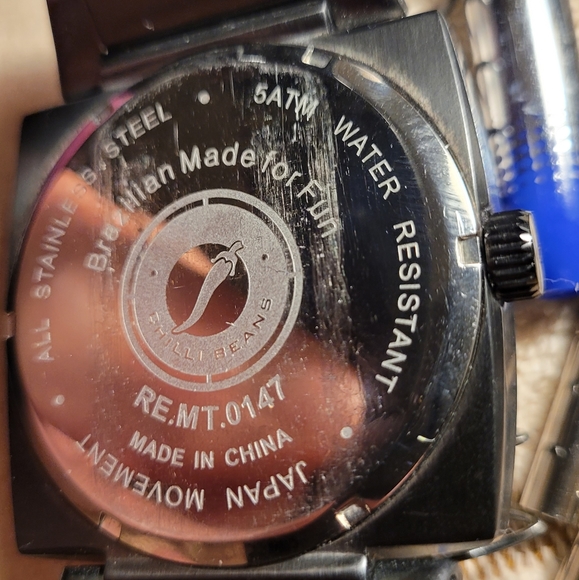 ALL STAINLESS STEEL
5ATM WATER RESISTANT
Brazilian Made for Fun
CHILLI BEANS
RE.MT.0147
MADE IN CHINA
JAPAN MOVEMENT